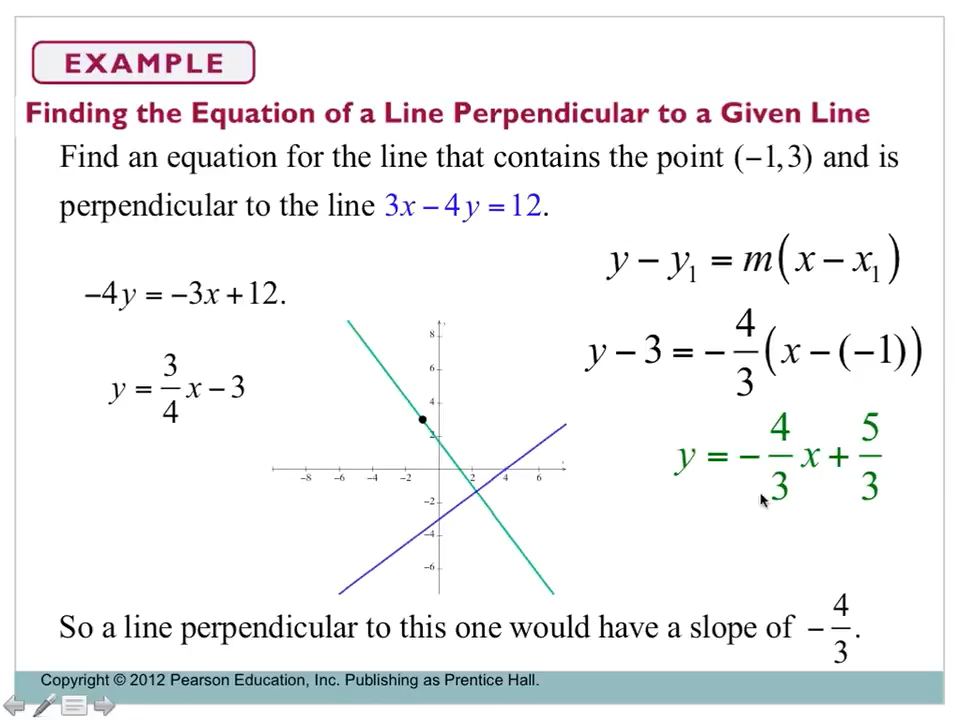 EXAMPLE
Finding the Equation of a Line Perpendicular to a Given Line
Find an equation for the line that contains the point (−1,3) and is
perpendicular to the line 3x − 4y = 12.
−4y = −3x + 12.
y = 3/4 x − 3
y − y₁ = m(x − x₁)
y − 3 = − 4/3 (x − (−1))
y = − 4/3 x + 5/3
y
8
6
4
2
−8 −6 −4 −2 2 4 6 x
−2
−4
−6
So a line perpendicular to this one would have a slope of − 4/3.
Copyright © 2012 Pearson Education, Inc. Publishing as Prentice Hall.